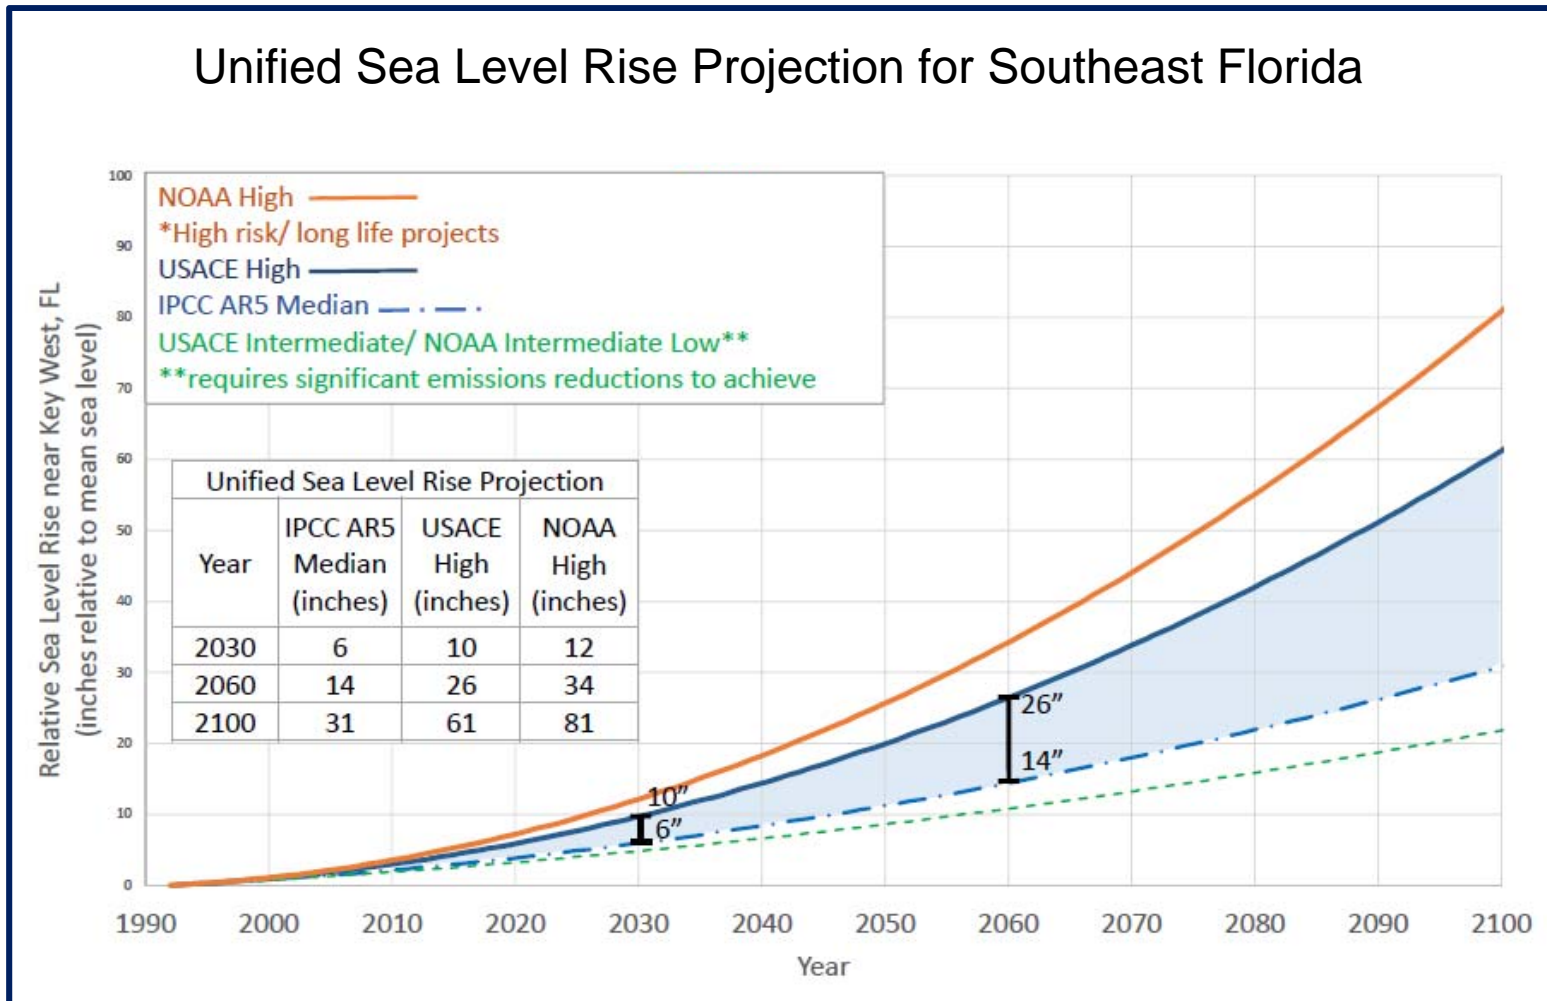 Unified Sea Level Rise Projection for Southeast Florida
Relative Sea Level Rise near Key West, FL
(inches relative to mean sea level)
100
90
80
70
60
50
40
30
20
10
0
NOAA High
*High risk/ long life projects
USACE High
IPCC AR5 Median
USACE Intermediate/ NOAA Intermediate Low**
**requires significant emissions reductions to achieve
Unified Sea Level Rise Projection
Year IPCC AR5 Median (inches) USACE High (inches) NOAA High (inches)
2030 6 10 12
2060 14 26 34
2100 31 61 81
10”
6”
26”
14”
1990 2000 2010 2020 2030 2040 2050 2060 2070 2080 2090 2100
Year